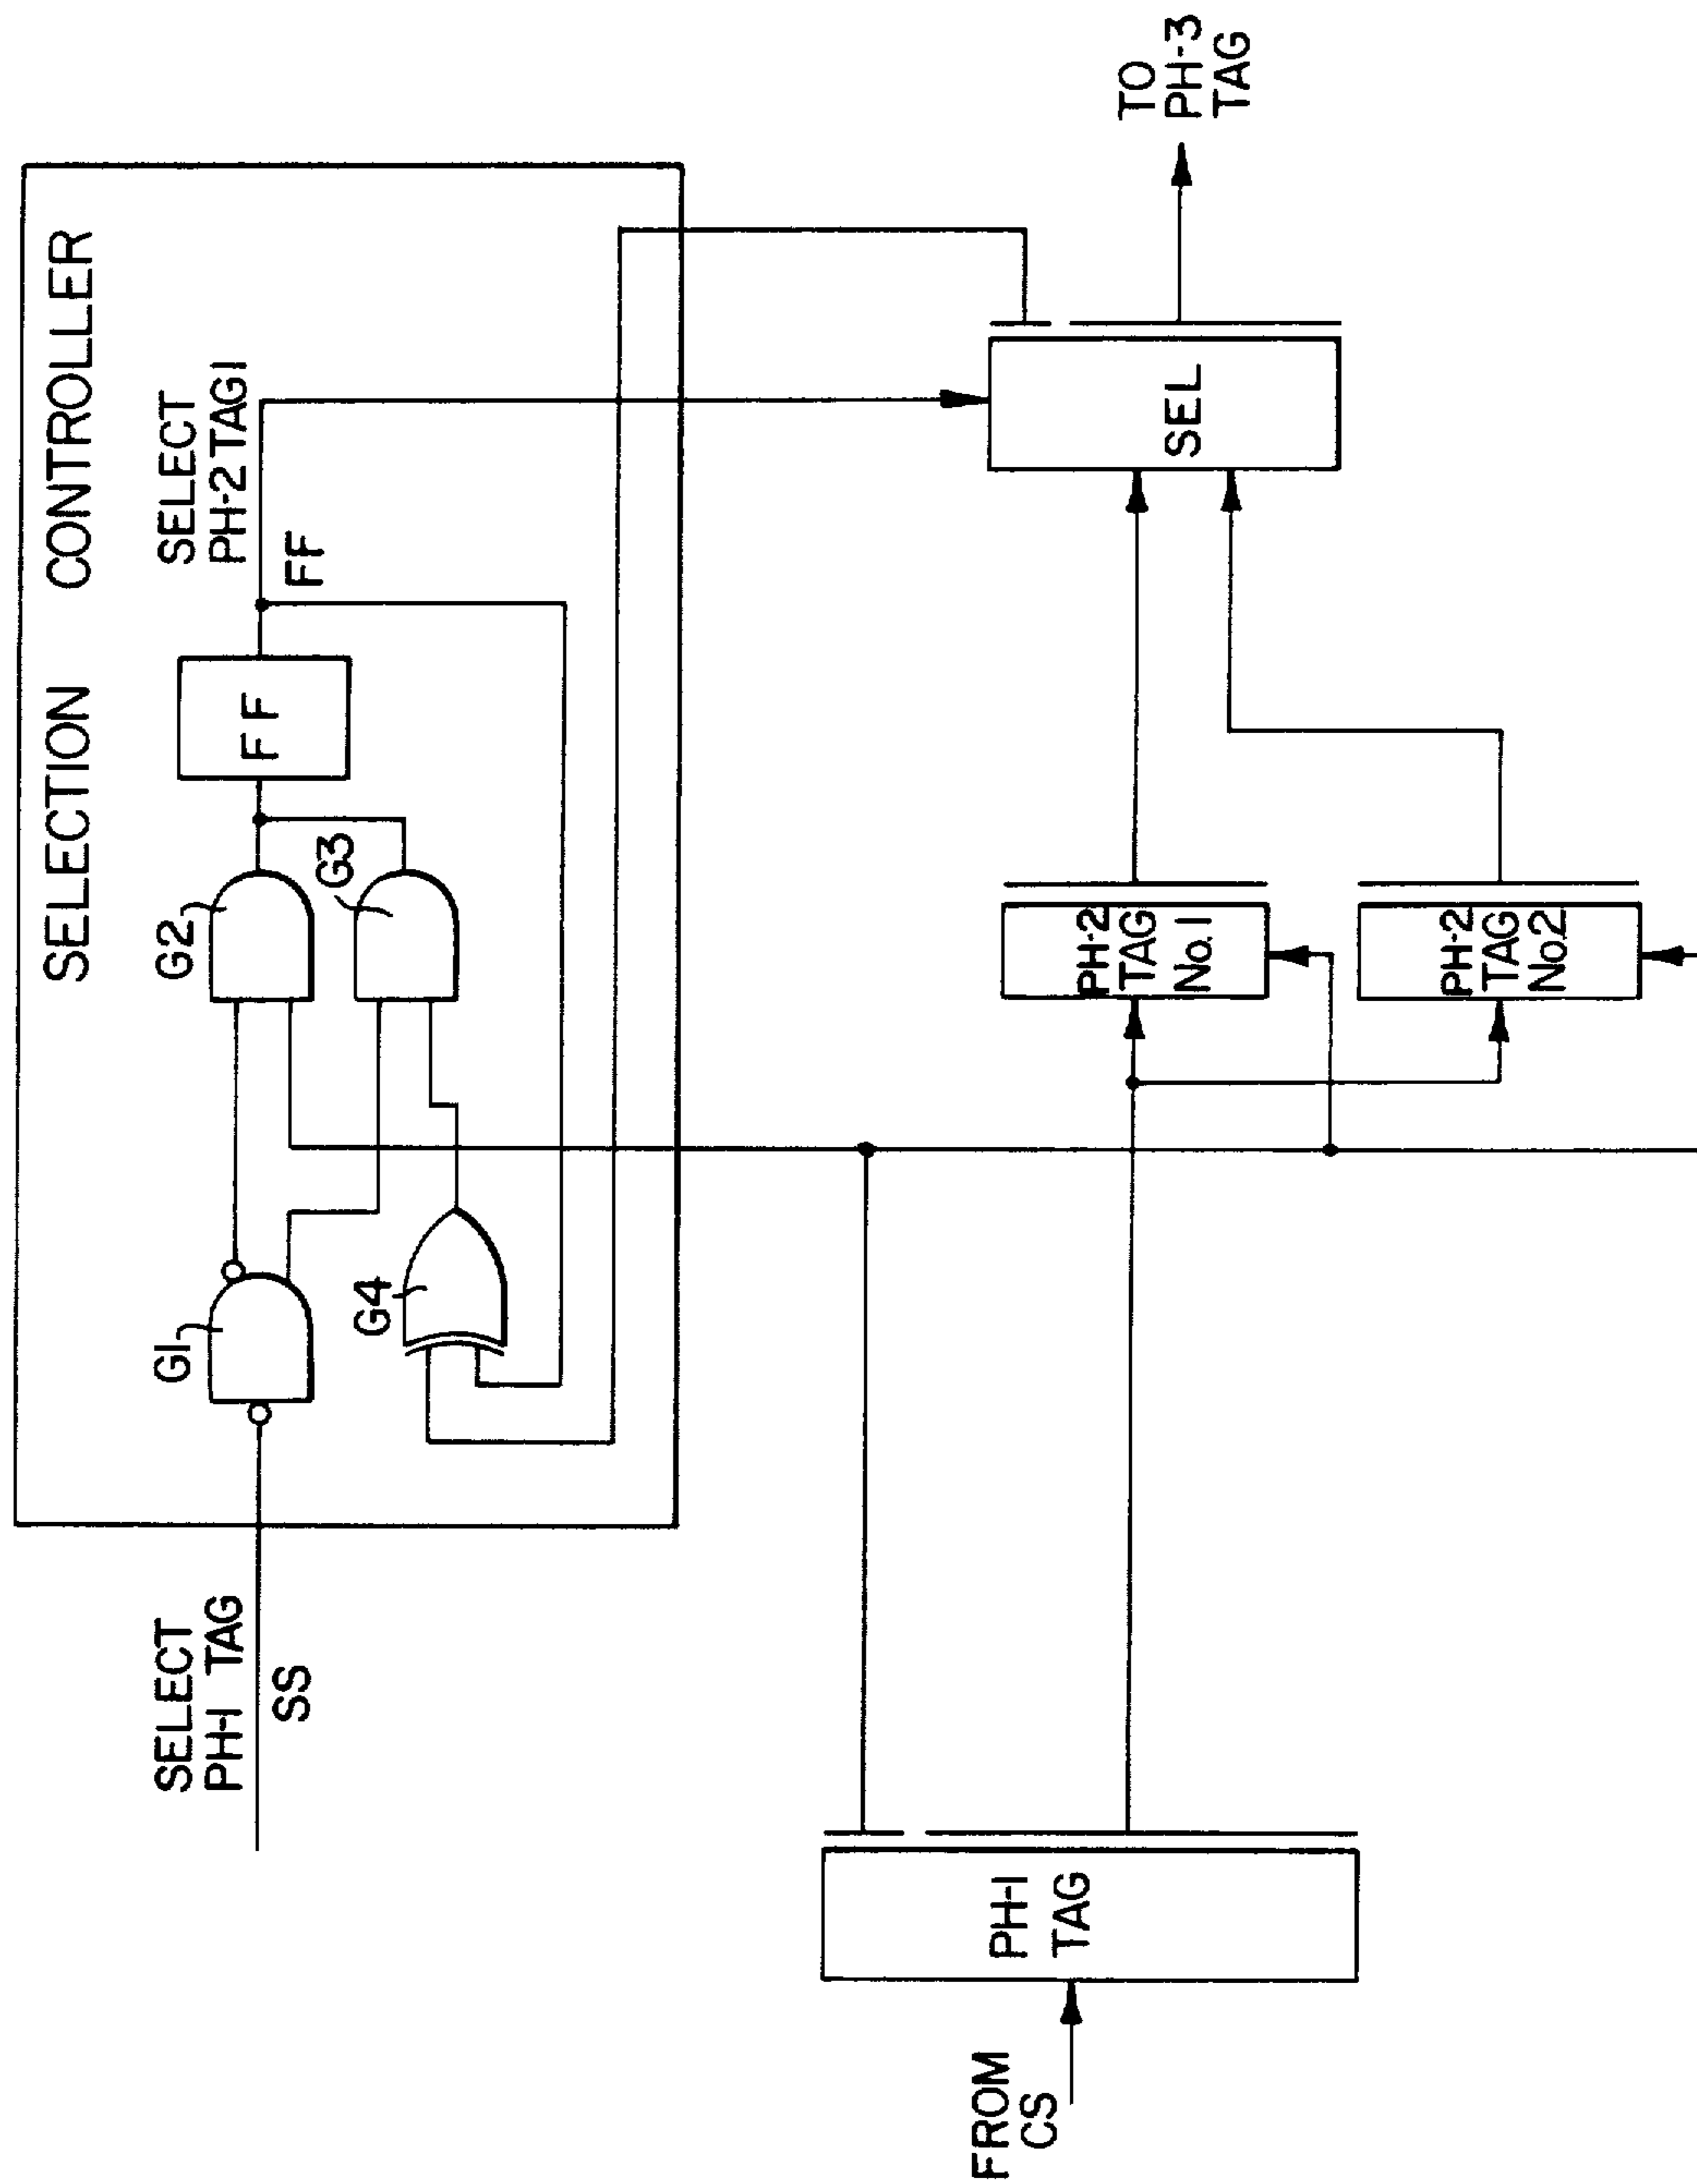 SELECTION CONTROLLER
SELECT
PH-1 TAG
SS
G1
G2
G3
G4
FF
FF
SELECT
PH-2 TAG1
FROM
CS
PH-1
TAG
PH-2
TAG
No.1
PH-2
TAG
No.2
SEL
TO
PH-3
TAG